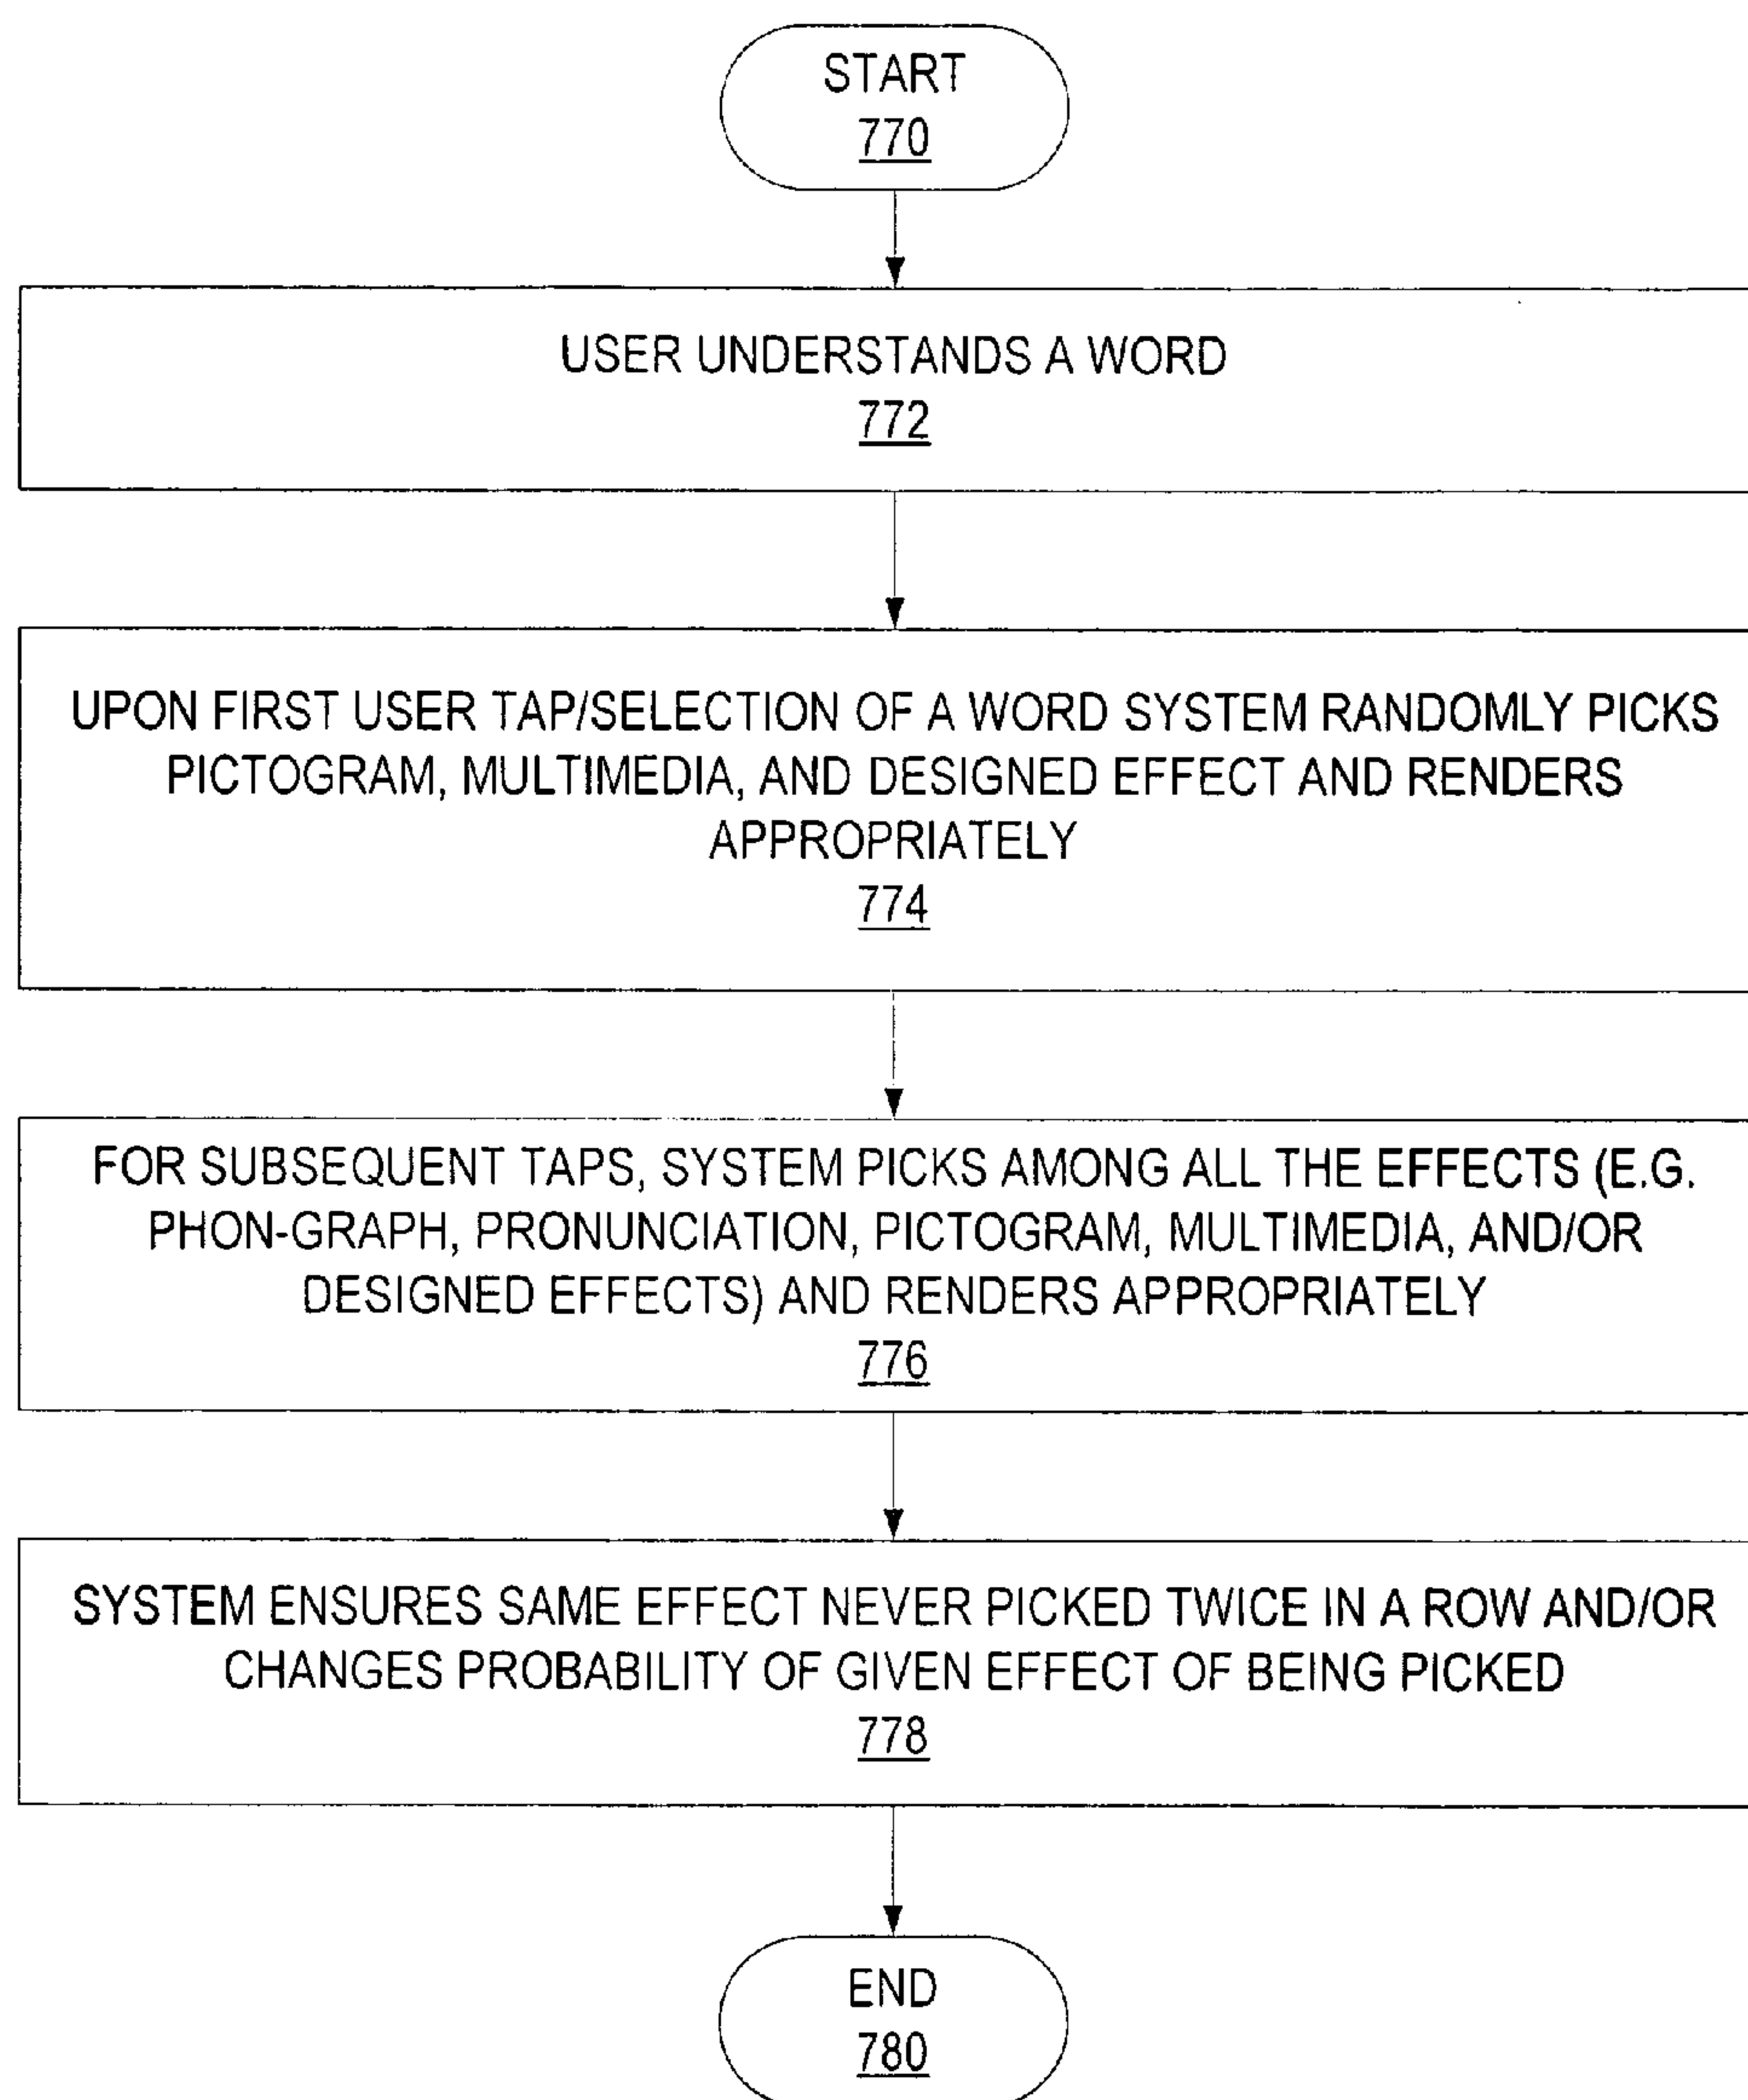 START
770
USER UNDERSTANDS A WORD
772
UPON FIRST USER TAP/SELECTION OF A WORD SYSTEM RANDOMLY PICKS
PICTOGRAM, MULTIMEDIA, AND DESIGNED EFFECT AND RENDERS
APPROPRIATELY
774
FOR SUBSEQUENT TAPS, SYSTEM PICKS AMONG ALL THE EFFECTS (E.G.
PHON-GRAPH, PRONUNCIATION, PICTOGRAM, MULTIMEDIA, AND/OR
DESIGNED EFFECTS) AND RENDERS APPROPRIATELY
776
SYSTEM ENSURES SAME EFFECT NEVER PICKED TWICE IN A ROW AND/OR
CHANGES PROBABILITY OF GIVEN EFFECT OF BEING PICKED
778
END
780